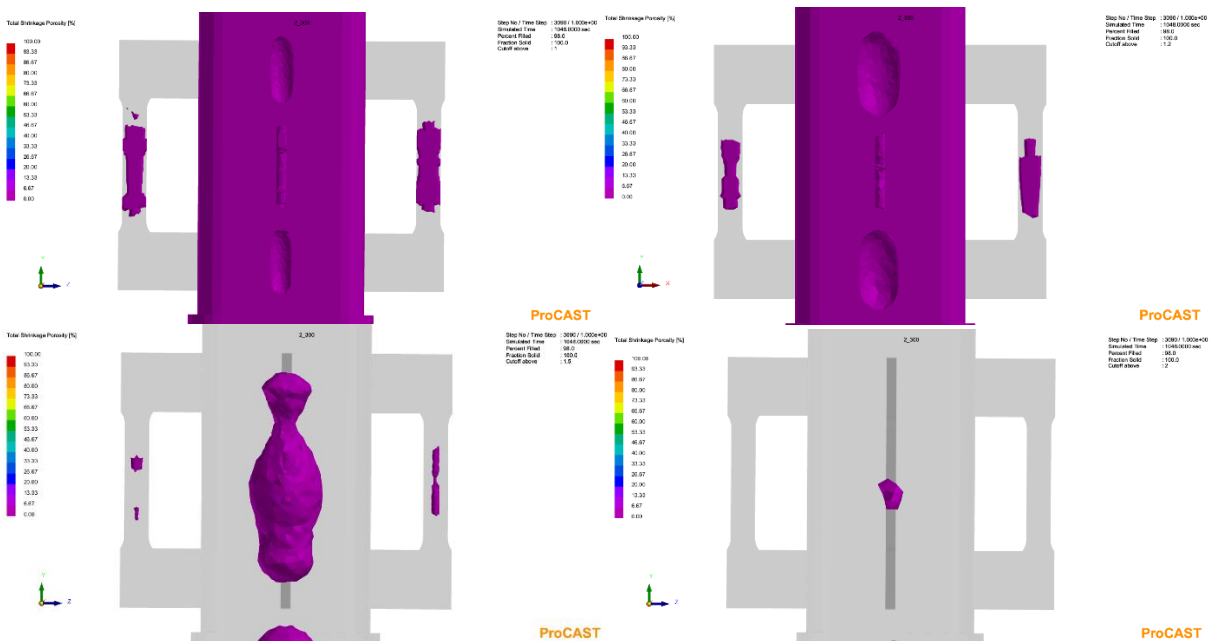 Total Shrinkage Porosity [%]
100.00
93.33
86.67
80.00
73.33
66.67
60.00
53.33
46.67
40.00
33.33
26.67
20.00
13.33
6.67
0.00
Y
Z
2_300
Step No / Time Step : 3090 / 1.000e+00
Simulated Time : 1048.0000 sec
Percent Filled : 98.0
Fraction Solid : 100.0
Cutoff above : 1
ProCAST
Total Shrinkage Porosity [%]
100.00
93.33
86.67
80.00
73.33
66.67
60.00
53.33
46.67
40.00
33.33
26.67
20.00
13.33
6.67
0.00
Y
X
Step No / Time Step : 3090 / 1.000e+00
Simulated Time : 1048.0000 sec
Percent Filled : 98.0
Fraction Solid : 100.0
Cutoff above : 1.2
ProCAST
Total Shrinkage Porosity [%]
100.00
93.33
86.67
80.00
73.33
66.67
60.00
53.33
46.67
40.00
33.33
26.67
20.00
13.33
6.67
0.00
Y
Z
2_300
Step No / Time Step : 3090 / 1.000e+00
Simulated Time : 1048.0000 sec
Percent Filled : 98.0
Fraction Solid : 100.0
Cutoff above : 1.5
ProCAST
Total Shrinkage Porosity [%]
100.00
93.33
86.67
80.00
73.33
66.67
60.00
53.33
46.67
40.00
33.33
26.67
20.00
13.33
6.67
0.00
Y
Z
2_300
Step No / Time Step : 3090 / 1.000e+00
Simulated Time : 1048.0000 sec
Percent Filled : 98.0
Fraction Solid : 100.0
Cutoff above : 2
ProCAST